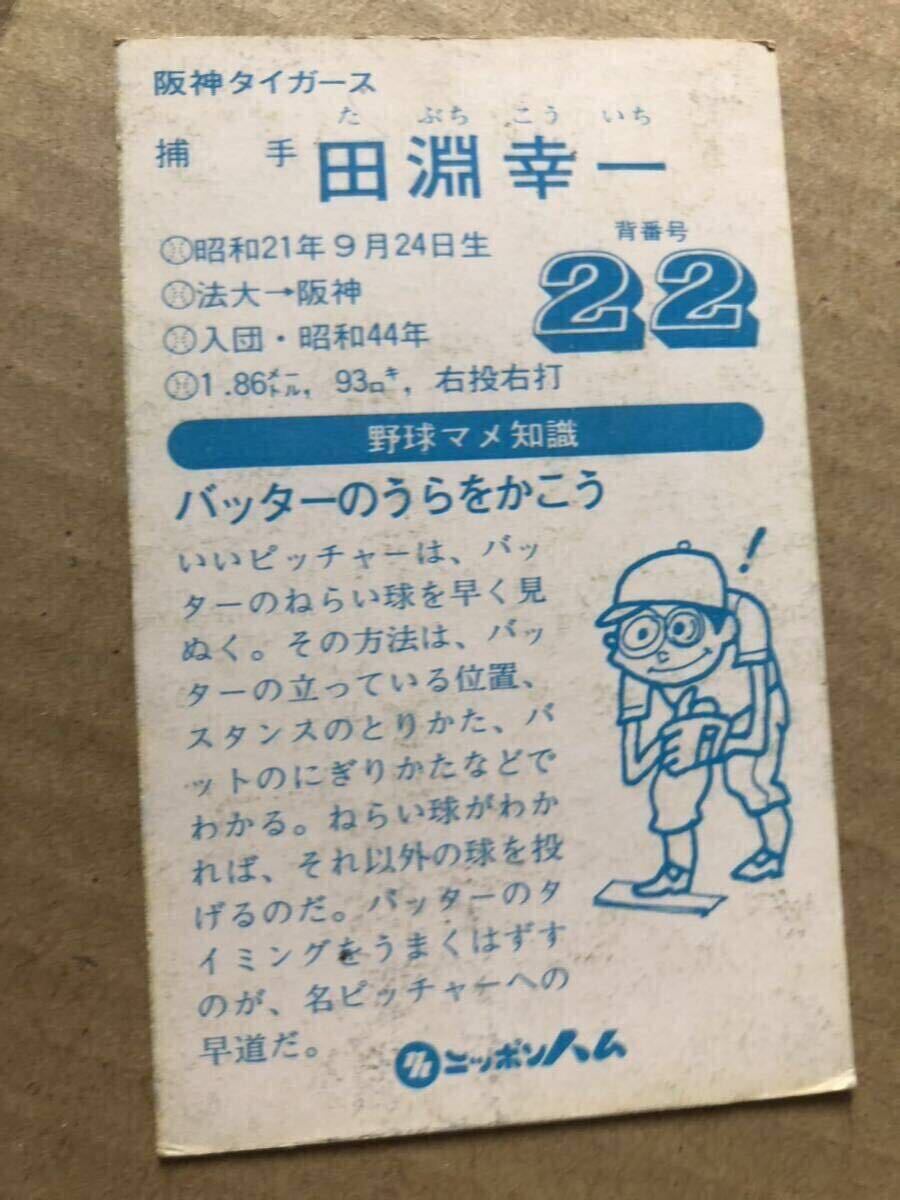 阪神タイガース
た ぶち こう いち
捕手 田淵幸一
昭和21年9月24日生
背番号
22
法大→阪神
入団・昭和44年
1.86メートル, 93キロ, 右投右打
野球マメ知識
バッターのうらをかこう
いいピッチャーは、バッ
ターのねらい球を早く見
ぬく。その方法は、バッ
ターの立っている位置、
スタンスのとりかた、バ
ットのにぎりかたなどで
わかる。ねらい球がわか
れば、それ以外の球を投
げるのだ。バッターのタ
イミングをうまくはずす
のが、名ピッチャーへの
早道だ。
!
ニッポンハム